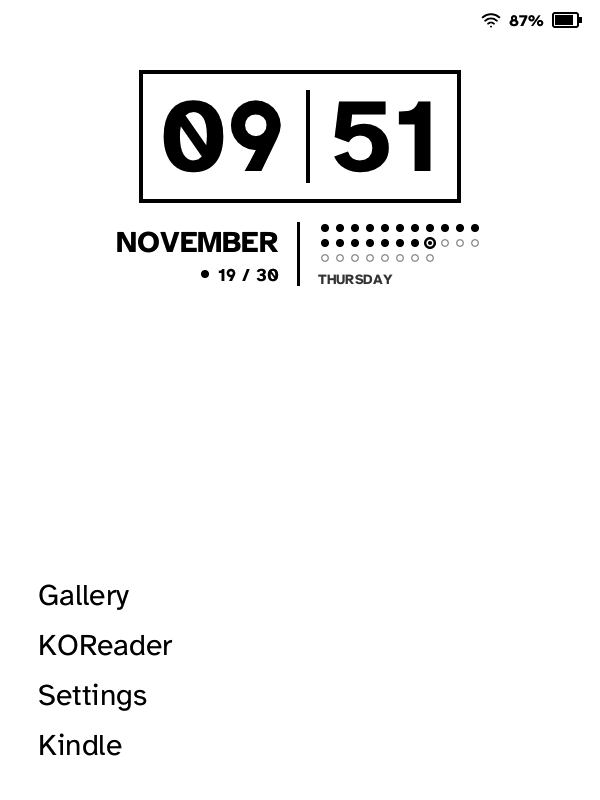 87%
09 51
NOVEMBER
19 / 30
THURSDAY
Gallery
KOReader
Settings
Kindle